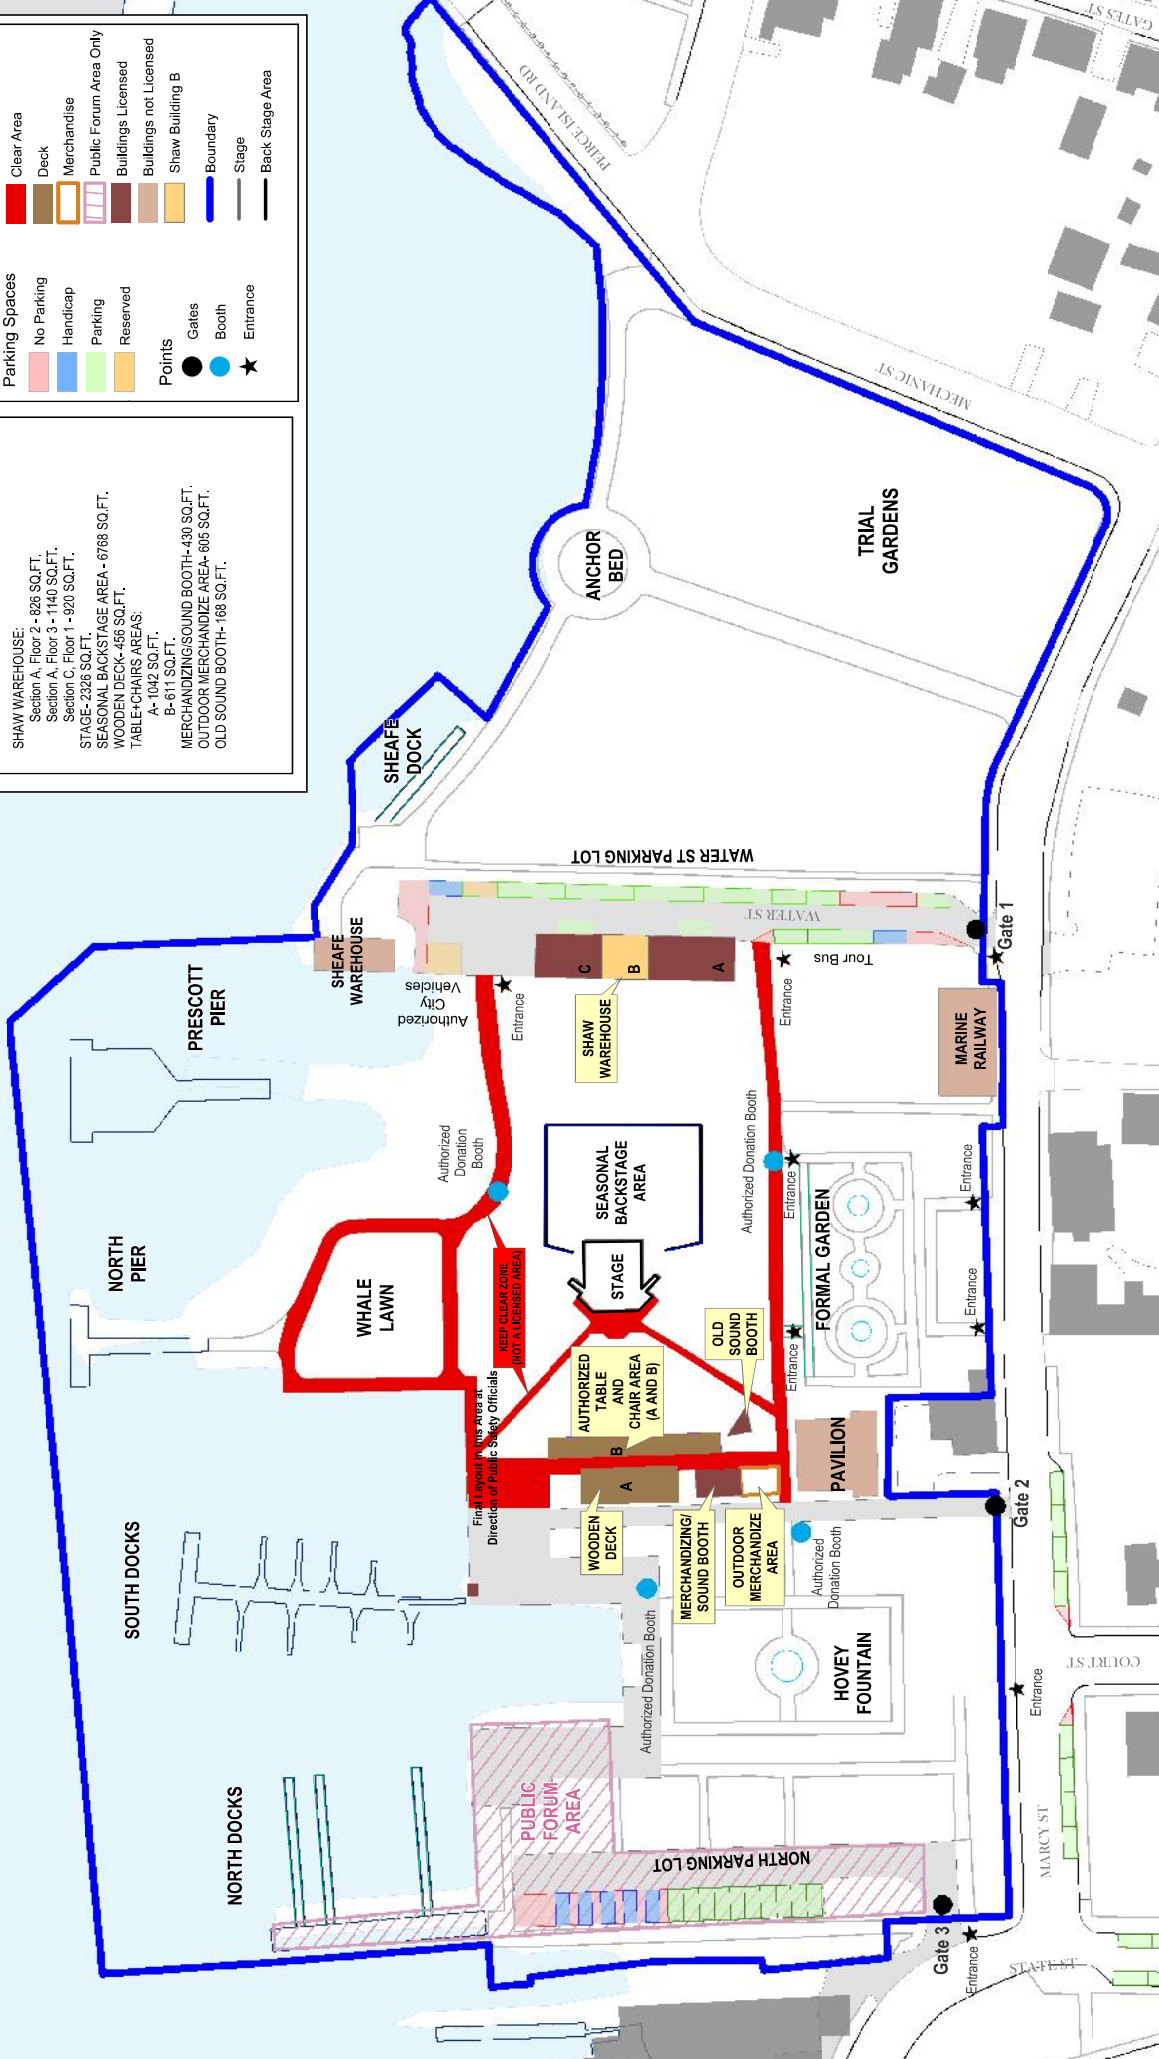 SHAW WAREHOUSE:
Section A, Floor 2 - 826 SQ.FT.
Section A, Floor 3 - 1140 SQ.FT.
Section C, Floor 1 - 920 SQ.FT.
STAGE- 2326 SQ.FT.
SEASONAL BACKSTAGE AREA - 6768 SQ.FT.
WOODEN DECK- 456 SQ.FT.
TABLE+CHAIRS AREAS:
A- 1042 SQ.FT.
B- 611 SQ.FT.
MERCHANDIZING/SOUND BOOTH- 430 SQ.FT.
OUTDOOR MERCHANDIZE AREA- 605 SQ.FT.
OLD SOUND BOOTH- 168 SQ.FT.
Parking Spaces
No Parking
Handicap
Parking
Reserved
Points
Gates
Booth
Entrance
Clear Area
Deck
Merchandise
Public Forum Area Only
Buildings Licensed
Buildings not Licensed
Shaw Building B
Boundary
Stage
Back Stage Area
NORTH DOCKS
SOUTH DOCKS
NORTH
PIER
PRESCOTT
PIER
SHEAFE
WAREHOUSE
SHEAFE
DOCK
ANCHOR
BED
TRIAL
GARDENS
PEIRCE ISLAND RD
MECHANIC ST
GATES ST
WATER ST PARKING LOT
WATER ST
Authorized
City
Vehicles
Entrance
C
B
A
SHAW
WAREHOUSE
Tour Bus
Entrance
Gate 1
MARINE
RAILWAY
WHALE
LAWN
Authorized
Donation
Booth
KEEP CLEAR ZONE
(NOT A LICENSED AREA)
SEASONAL
BACKSTAGE
AREA
STAGE
Authorized Donation Booth
Entrance
Entrance
FORMAL GARDEN
Entrance
Entrance
Final Layout in this Area at
Direction of Public Safety Officials
AUTHORIZED
TABLE
AND
CHAIR AREA
(A AND B)
OLD
SOUND
BOOTH
B
A
WOODEN
DECK
MERCHANDIZING/
SOUND BOOTH
OUTDOOR
MERCHANDIZE
AREA
PAVILION
Gate 2
Authorized
Donation Booth
Authorized Donation Booth
HOVEY
FOUNTAIN
Entrance
COURT ST
MARCY ST
PUBLIC
FORUM
AREA
NORTH PARKING LOT
Gate 3
Entrance
STATE ST